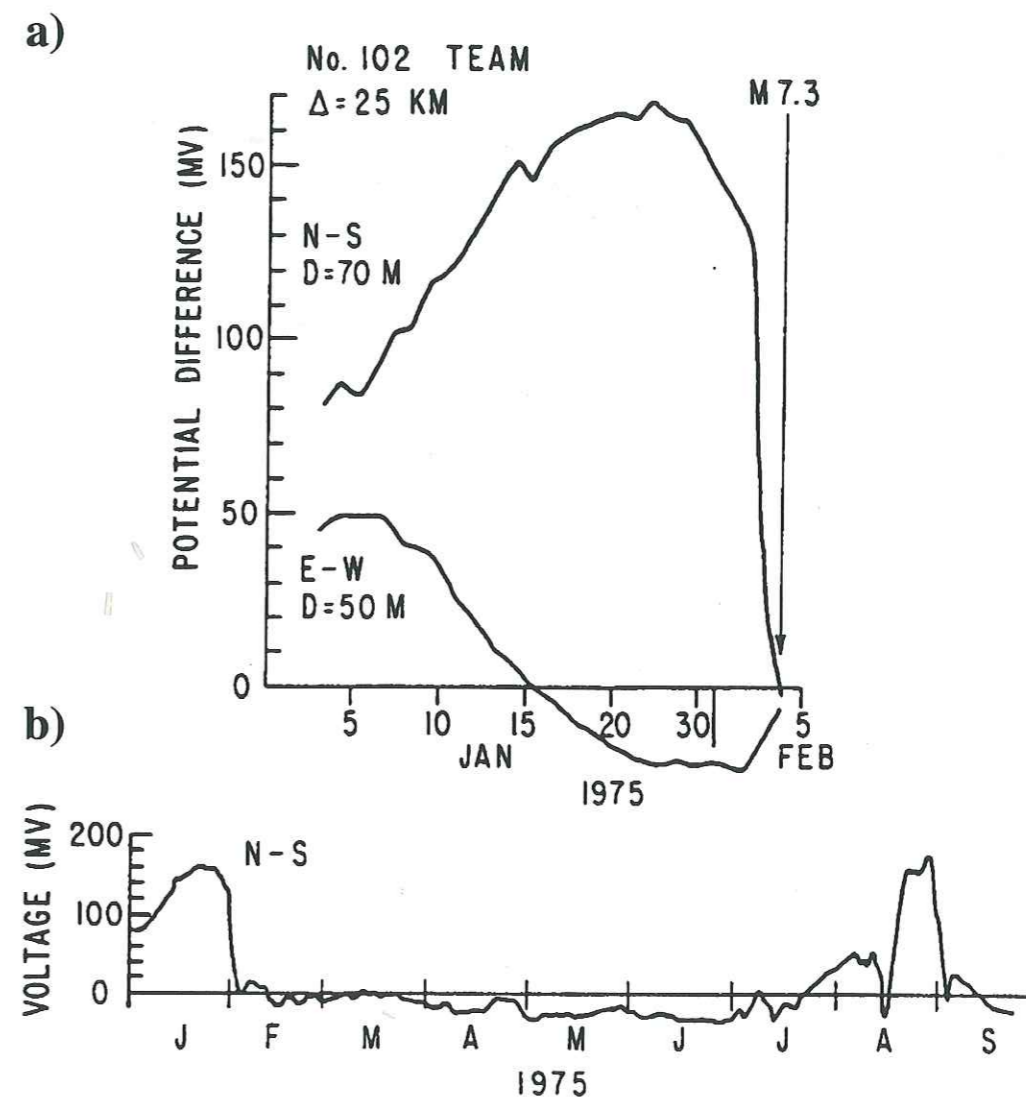 a)
No. 102 TEAM
Δ = 25 KM
M 7.3
POTENTIAL DIFFERENCE (MV)
150
100
50
0
N-S
D=70 M
E-W
D=50 M
5 10 15 20 30 5
JAN FEB
1975
b)
VOLTAGE (MV)
200
100
0
N-S
J F M A M J J A S
1975